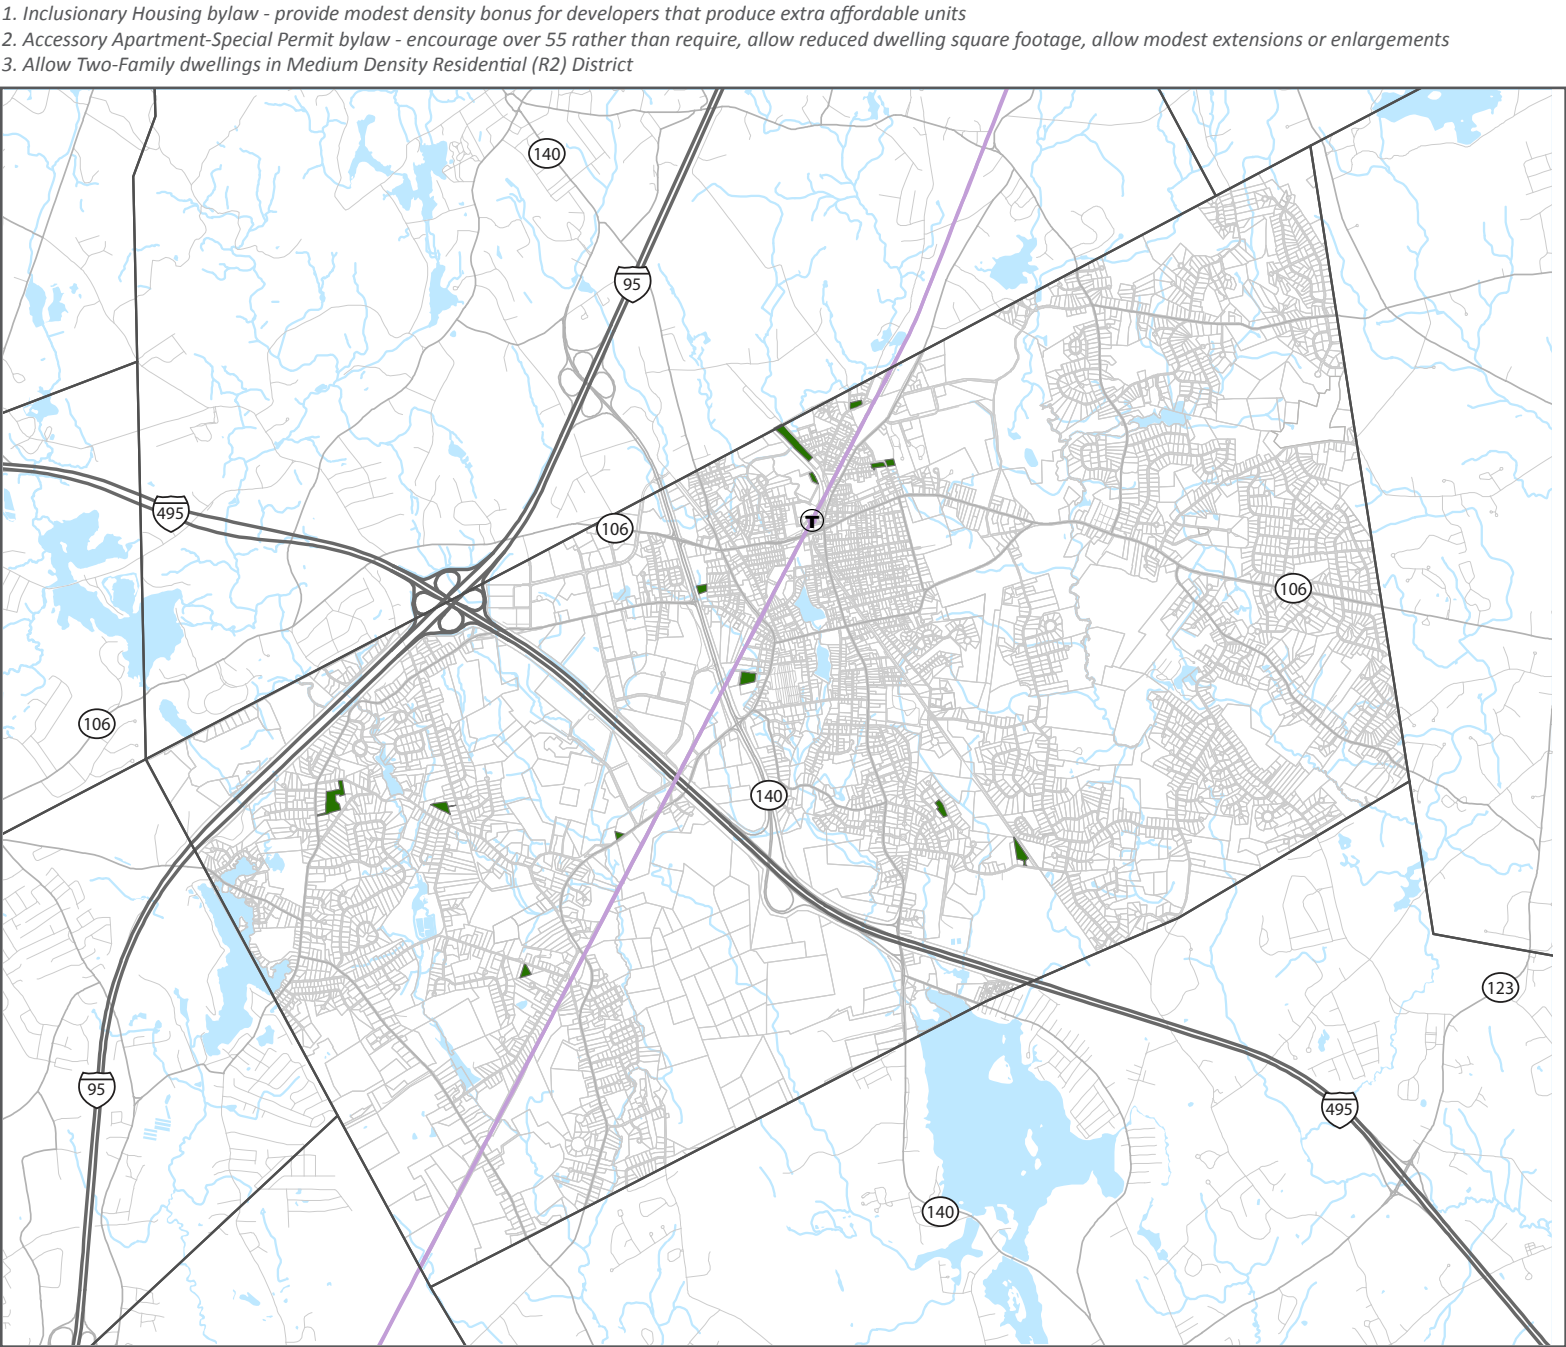 1. Inclusionary Housing bylaw - provide modest density bonus for developers that produce extra affordable units
2. Accessory Apartment-Special Permit bylaw - encourage over 55 rather than require, allow reduced dwelling square footage, allow modest extensions or enlargements
3. Allow Two-Family dwellings in Medium Density Residential (R2) District
140
95
495
106
T
106
106
140
123
95
495
140